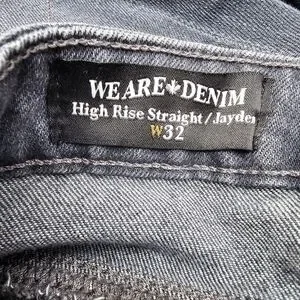 WE ARE DENIM
High Rise Straight/Jayden
W32